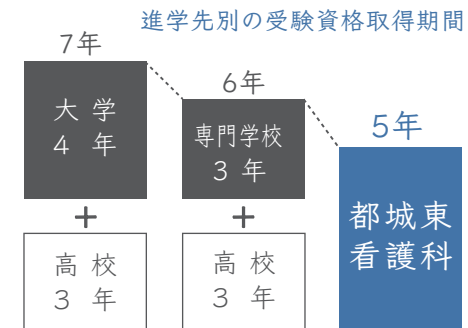 進学先別の受験資格取得期間
7年
大学
4年
+
高校
3年
6年
専門学校
3年
+
高校
3年
5年
都城東
看護科